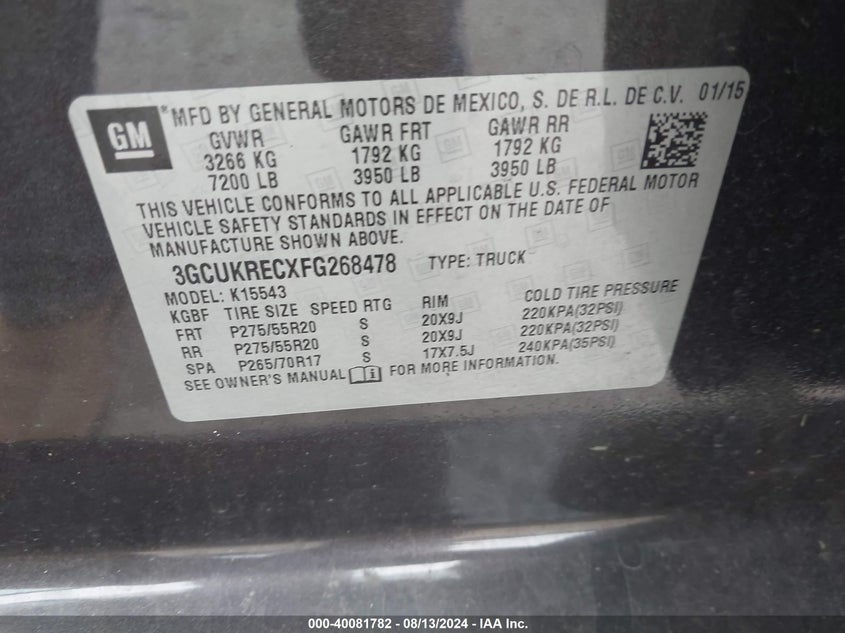 GM *MFD BY GENERAL MOTORS DE MEXICO, S. DE R.L. DE C.V. 01/15
GVWR GAWR FRT GAWR RR
3266 KG 1792 KG 1792 KG
7200 LB 3950 LB 3950 LB
THIS VEHICLE CONFORMS TO ALL APPLICABLE U.S. FEDERAL MOTOR
VEHICLE SAFETY STANDARDS IN EFFECT ON THE DATE OF
MANUFACTURE SHOWN ABOVE.
3GCUKRECXFG268478 TYPE: TRUCK
MODEL: K15543
KGBF TIRE SIZE SPEED RTG RIM COLD TIRE PRESSURE
FRT P275/55R20 S 20X9J 220KPA(32PSI)
RR P275/55R20 S 20X9J 220KPA(32PSI)
SPA P265/70R17 S 17X7.5J 240KPA(35PSI)
SEE OWNER'S MANUAL FOR MORE INFORMATION.
000-40081782 - 08/13/2024 - IAA Inc.